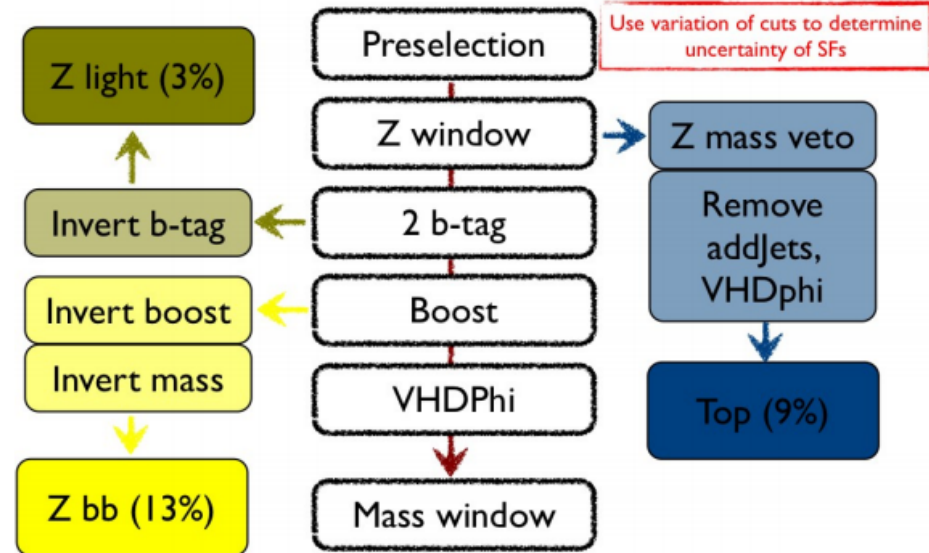 Preselection
Use variation of cuts to determine
uncertainty of SFs
Z light (3%)
Z window
Z mass veto
Invert b-tag
2 b-tag
Remove
addJets,
VHDphi
Invert boost
Boost
Invert mass
VHDPhi
Top (9%)
Z bb (13%)
Mass window